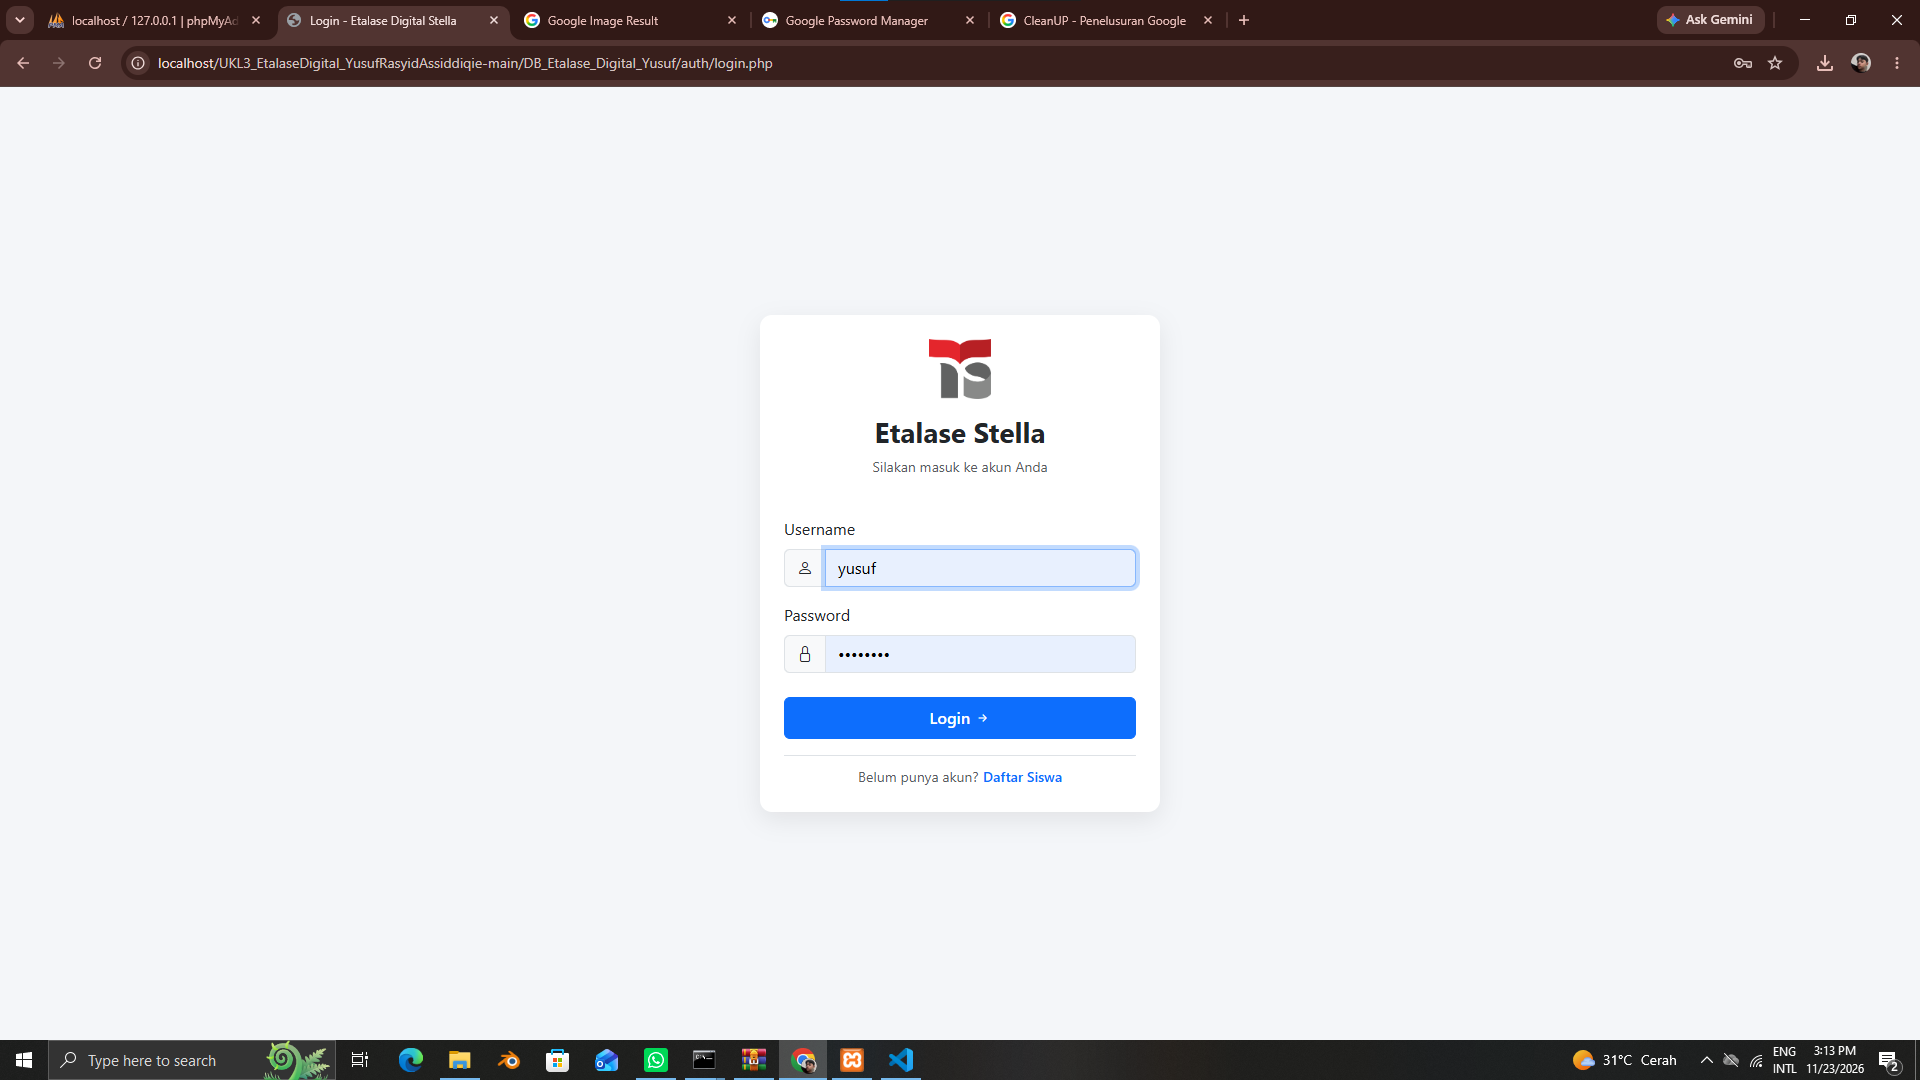 localhost / 127.0.0.1 | phpMyAd
Login - Etalase Digital Stella
Google Image Result
Google Password Manager
CleanUP - Penelusuran Google
Ask Gemini
localhost/UKL3_EtalaseDigital_YusufRasyidAssiddiqie-main/DB_Etalase_Digital_Yusuf/auth/login.php
Etalase Stella
Silakan masuk ke akun Anda
Username
yusuf
Password
••••••••
Login →
Belum punya akun? Daftar Siswa
Type here to search
31°C Cerah
ENG
INTL
3:13 PM
11/23/2026
2